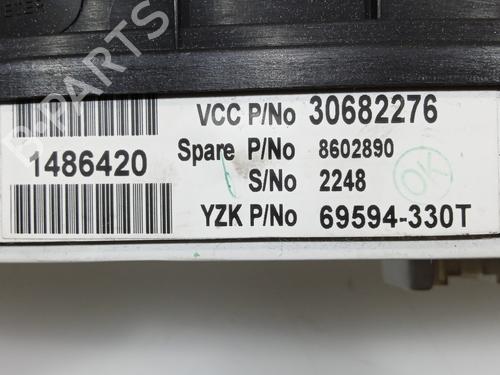 VCC P/No 30682276
1486420
Spare P/No 8602890
S/No 2248
YZK P/No 69594-330T
OK
B-PARTS